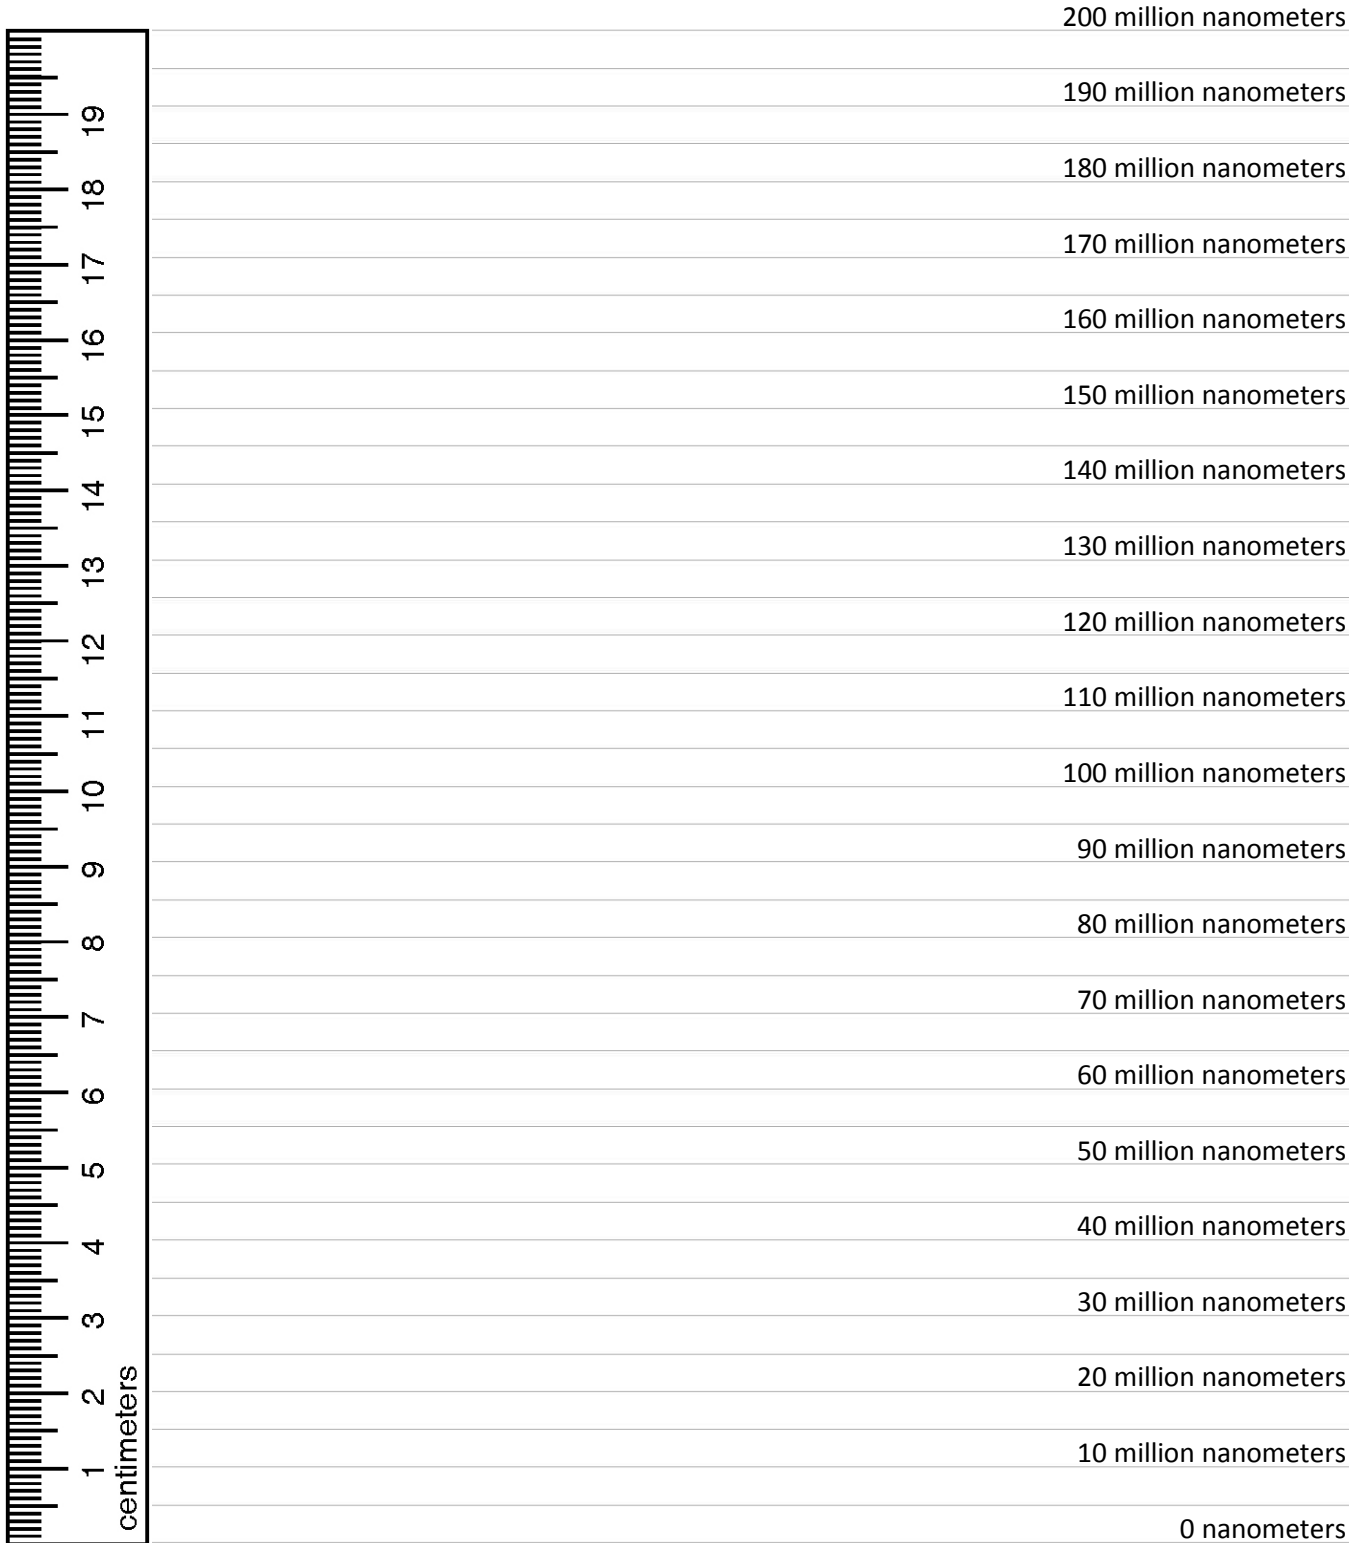 200 million nanometers
190 million nanometers
19
180 million nanometers
18
170 million nanometers
17
160 million nanometers
16
150 million nanometers
15
140 million nanometers
14
130 million nanometers
13
120 million nanometers
12
110 million nanometers
11
100 million nanometers
10
90 million nanometers
9
80 million nanometers
8
70 million nanometers
7
60 million nanometers
6
50 million nanometers
5
40 million nanometers
4
30 million nanometers
3
20 million nanometers
2
10 million nanometers
1
centimeters
0 nanometers